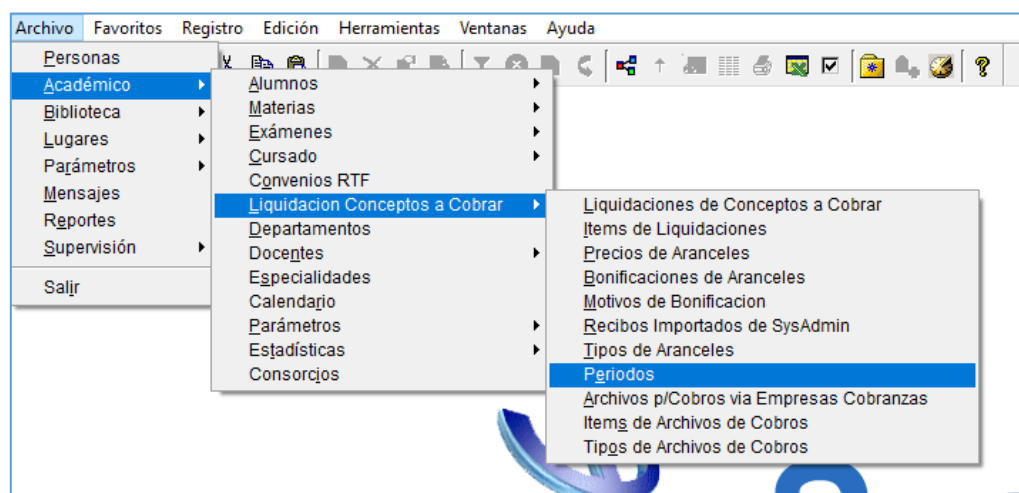 Archivo Favoritos Registro Edición Herramientas Ventanas Ayuda
Personas
Académico
Biblioteca
Lugares
Parámetros
Mensajes
Reportes
Supervisión
Salir
Alumnos
Materias
Exámenes
Cursado
Convenios RTF
Liquidacion Conceptos a Cobrar
Departamentos
Docentes
Especialidades
Calendario
Parámetros
Estadísticas
Consorcios
Liquidaciones de Conceptos a Cobrar
Items de Liquidaciones
Precios de Aranceles
Bonificaciones de Aranceles
Motivos de Bonificacion
Recibos Importados de SysAdmin
Tipos de Aranceles
Periodos
Archivos p/Cobros via Empresas Cobranzas
Items de Archivos de Cobros
Tipos de Archivos de Cobros